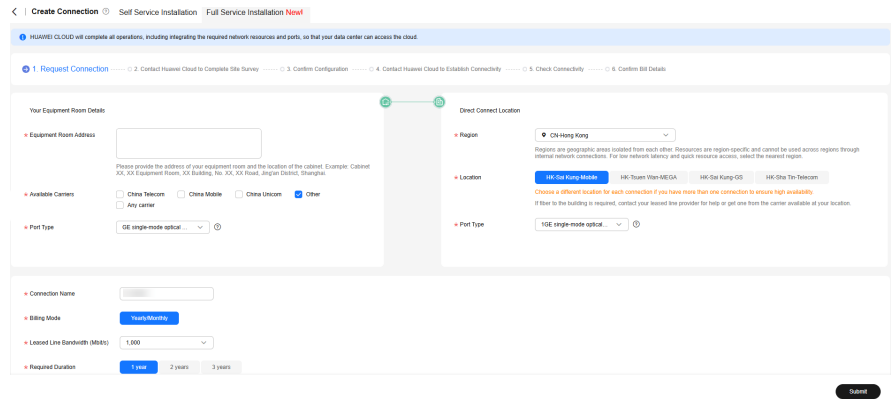 Create Connection Self Service Installation Full Service Installation New!
HUAWEI CLOUD will complete all operations, including integrating the required network resources and ports, so that your data center can access the cloud.
1. Request Connection 2. Contact Huawei Cloud to Complete Site Survey 3. Confirm Configuration 4. Contact Huawei Cloud to Establish Connectivity 5. Check Connectivity 6. Confirm Bill Details
Your Equipment Room Details
* Equipment Room Address
Please provide the address of your equipment room and the location of the cabinet. Example: Cabinet
XX, XX Equipment Room, XX Building, No. XX, XX Road, Jing'an District, Shanghai.
* Available Carriers
China Telecom China Mobile China Unicom Other
Any carrier
* Port Type GE single-mode optical ...
Direct Connect Location
* Region CN-Hong Kong
Regions are geographic areas isolated from each other. Resources are region-specific and cannot be used across regions through
internal network connections. For low network latency and quick resource access, select the nearest region.
* Location HK-Sai Kung-Mobile HK-Tsuen Wan-MEGA HK-Sai Kung-GS HK-Sha Tin-Telecom
Choose a different location for each connection if you have more than one connection to ensure high availability.
If fiber to the building is required, contact your leased line provider for help or get one from the carrier available at your location.
* Port Type 1GE single-mode optical...
* Connection Name
* Billing Mode Yearly/Monthly
* Leased Line Bandwidth (Mbit/s) 1,000
* Required Duration 1 year 2 years 3 years
Submit